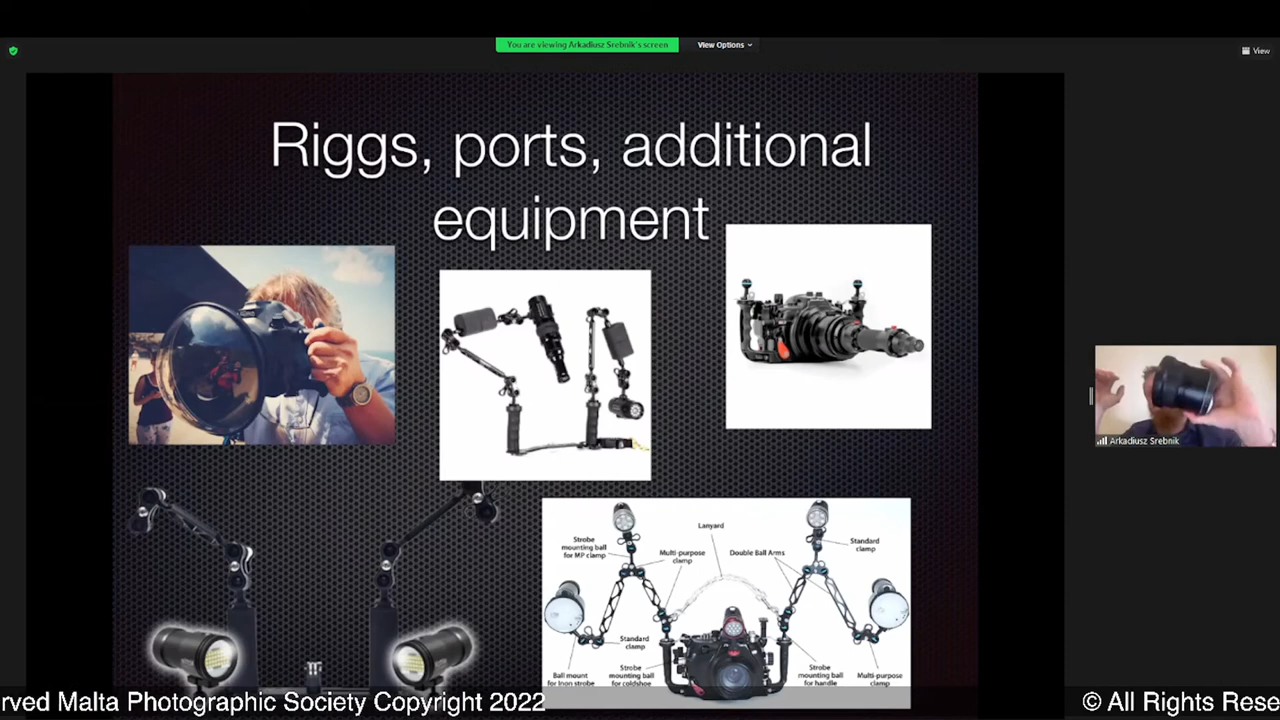 You are viewing Arkadiusz Srebnik's screen
View Options
View
Riggs, ports, additional
equipment
Arkadiusz Srebnik
Lanyard
Strobe
mounting ball
for MP clamp
Multi-purpose
clamp
Double Ball Arms
Standard
clamp
Standard
clamp
Ball mount
for Inon strobe
Strobe
mounting ball
for coldshoe
Strobe
mounting ball
for handle
Multi-purpose
clamp
rved Malta Photographic Society Copyright 2022
© All Rights Rese